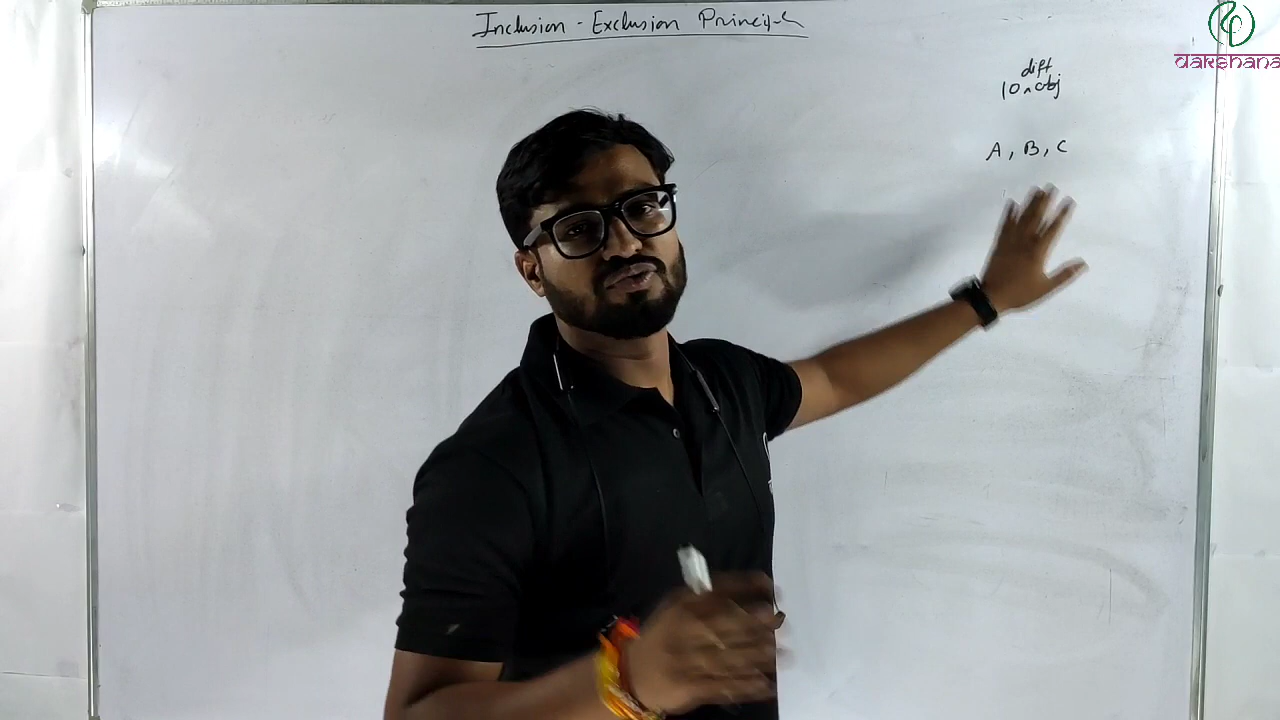 Inclusion - Exclusion Principle
diff
10 obj
A, B, C
dakshana